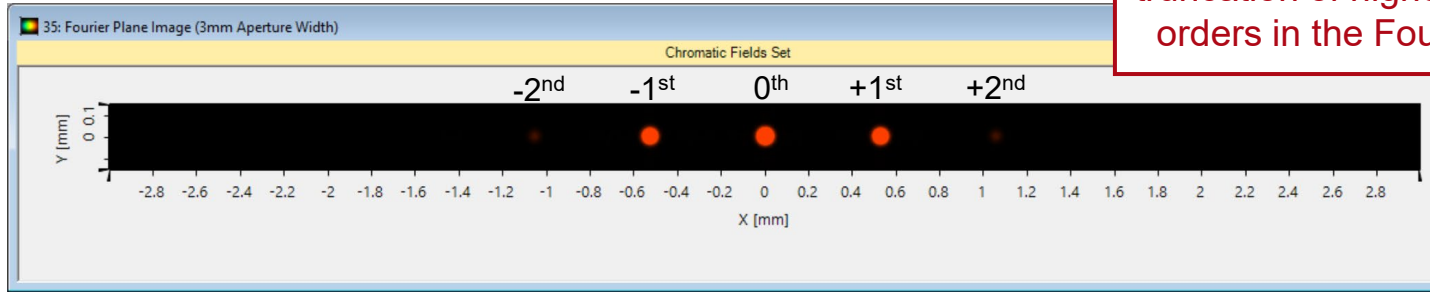 truncation of high
orders in the Fou
35: Fourier Plane Image (3mm Aperture Width)
Chromatic Fields Set
-2nd -1st 0th +1st +2nd
Y [mm]
0 0.1
-2.8 -2.6 -2.4 -2.2 -2 -1.8 -1.6 -1.4 -1.2 -1 -0.8 -0.6 -0.4 -0.2 0 0.2 0.4 0.6 0.8 1 1.2 1.4 1.6 1.8 2 2.2 2.4 2.6 2.8
X [mm]